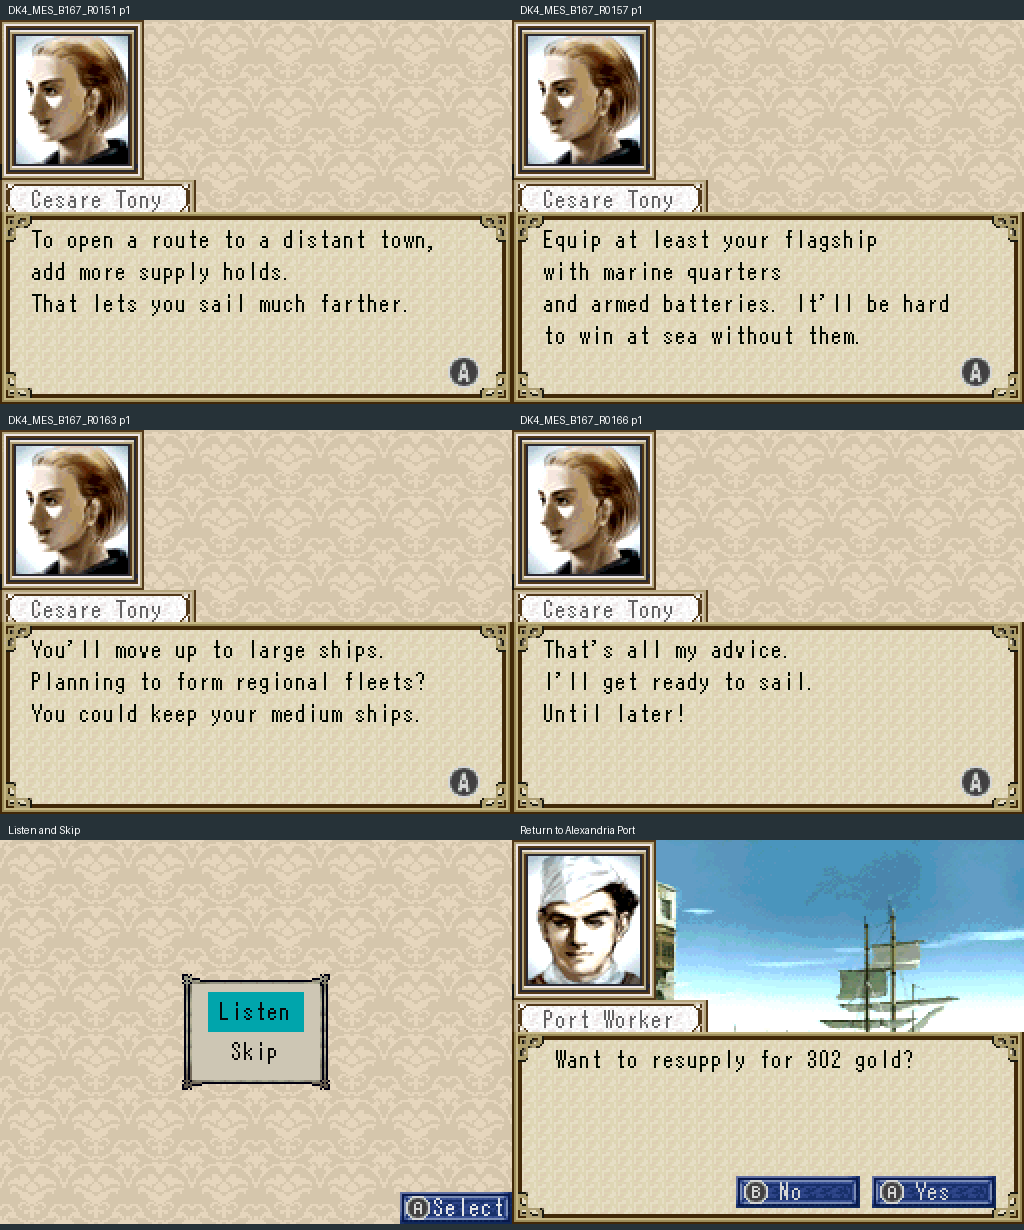 DK4_MES_B167_R0151 p1
Cesare Tony
To open a route to a distant town,
add more supply holds.
That lets you sail much farther.
A
DK4_MES_B167_R0157 p1
Cesare Tony
Equip at least your flagship
with marine quarters
and armed batteries. It'll be hard
to win at sea without them.
A
DK4_MES_B167_R0163 p1
Cesare Tony
You'll move up to large ships.
Planning to form regional fleets?
You could keep your medium ships.
A
DK4_MES_B167_R0166 p1
Cesare Tony
That's all my advice.
I'll get ready to sail.
Until later!
A
Listen and Skip
Listen
Skip
A Select
Return to Alexandria Port
Port Worker
Want to resupply for 302 gold?
B No
A Yes